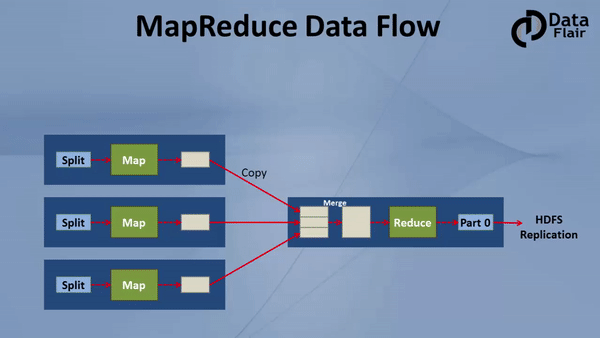 MapReduce Data Flow
Data
Flair
Split
Map
Copy
Split
Map
Merge
Reduce
Part 0
HDFS
Replication
Split
Map